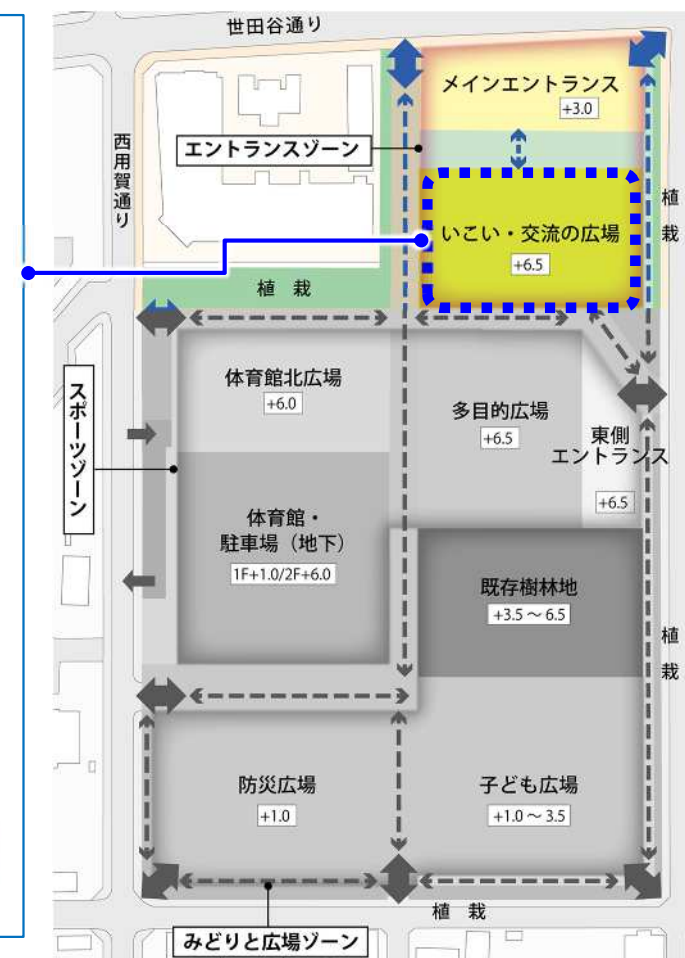 世田谷通り
メインエントランス
+3.0
エントランスゾーン
西用賀通り
植栽
いこい・交流の広場
+6.5
植 栽
体育館北広場
+6.0
スポーツゾーン
多目的広場
+6.5
東側
エントランス
+6.5
体育館・
駐車場（地下）
1F+1.0/2F+6.0
既存樹林地
+3.5～6.5
植栽
防災広場
+1.0
子ども広場
+1.0～3.5
植 栽
みどりと広場ゾーン